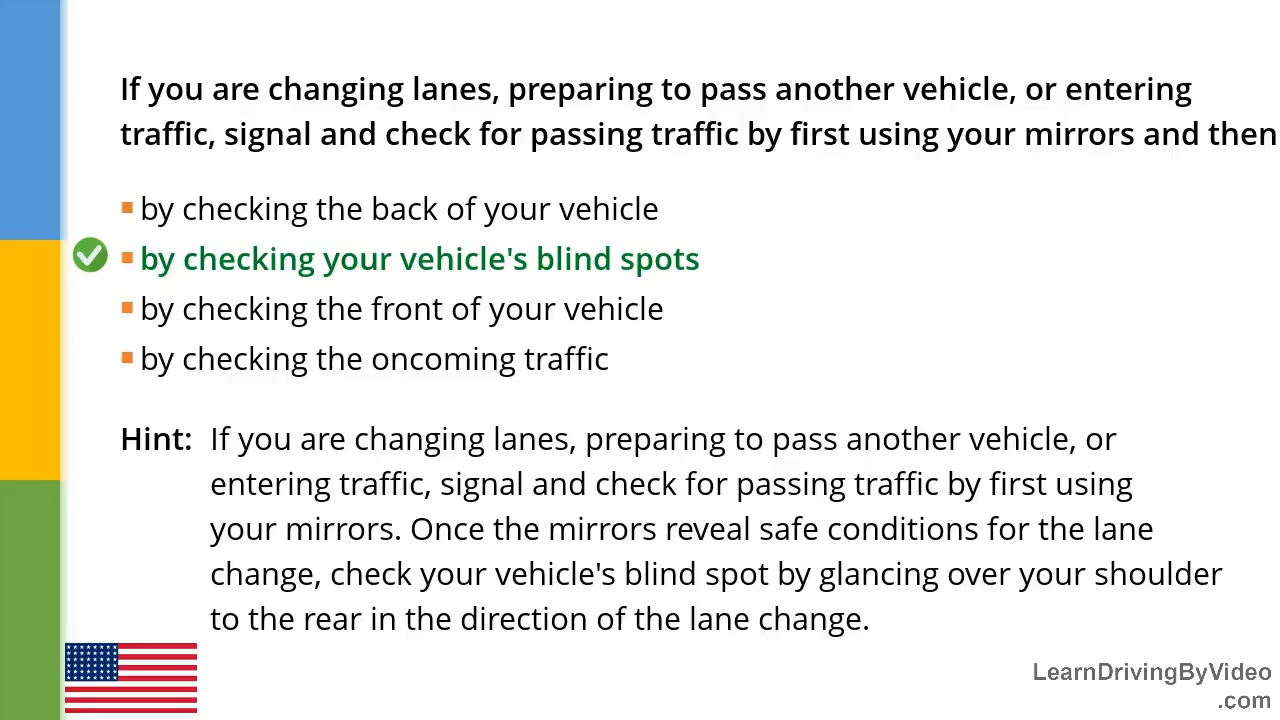 If you are changing lanes, preparing to pass another vehicle, or entering
traffic, signal and check for passing traffic by first using your mirrors and then
by checking the back of your vehicle
by checking your vehicle's blind spots
by checking the front of your vehicle
by checking the oncoming traffic
Hint: If you are changing lanes, preparing to pass another vehicle, or
entering traffic, signal and check for passing traffic by first using
your mirrors. Once the mirrors reveal safe conditions for the lane
change, check your vehicle's blind spot by glancing over your shoulder
to the rear in the direction of the lane change.
LearnDrivingByVideo
.com